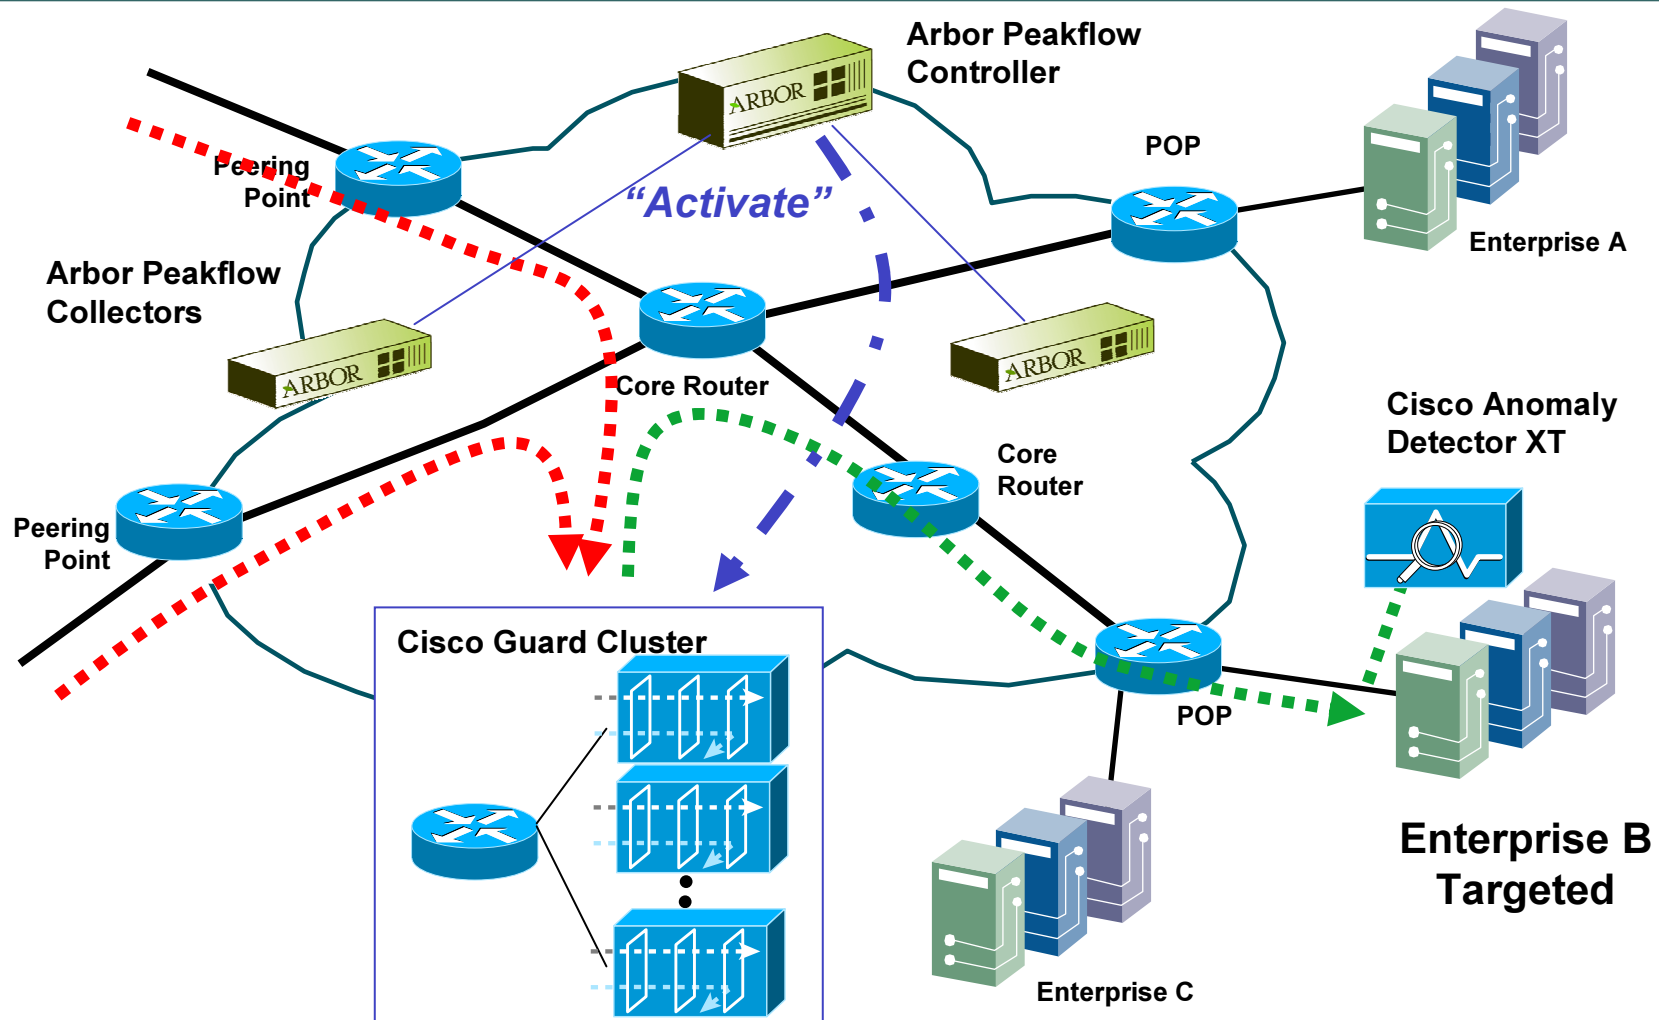 Arbor Peakflow
Controller
ARBOR
POP
Peering
Point
“Activate”
Enterprise A
Arbor Peakflow
Collectors
ARBOR
ARBOR
Core Router
Cisco Anomaly
Detector XT
Core
Router
Peering
Point
Cisco Guard Cluster
POP
Enterprise B
Targeted
Enterprise C